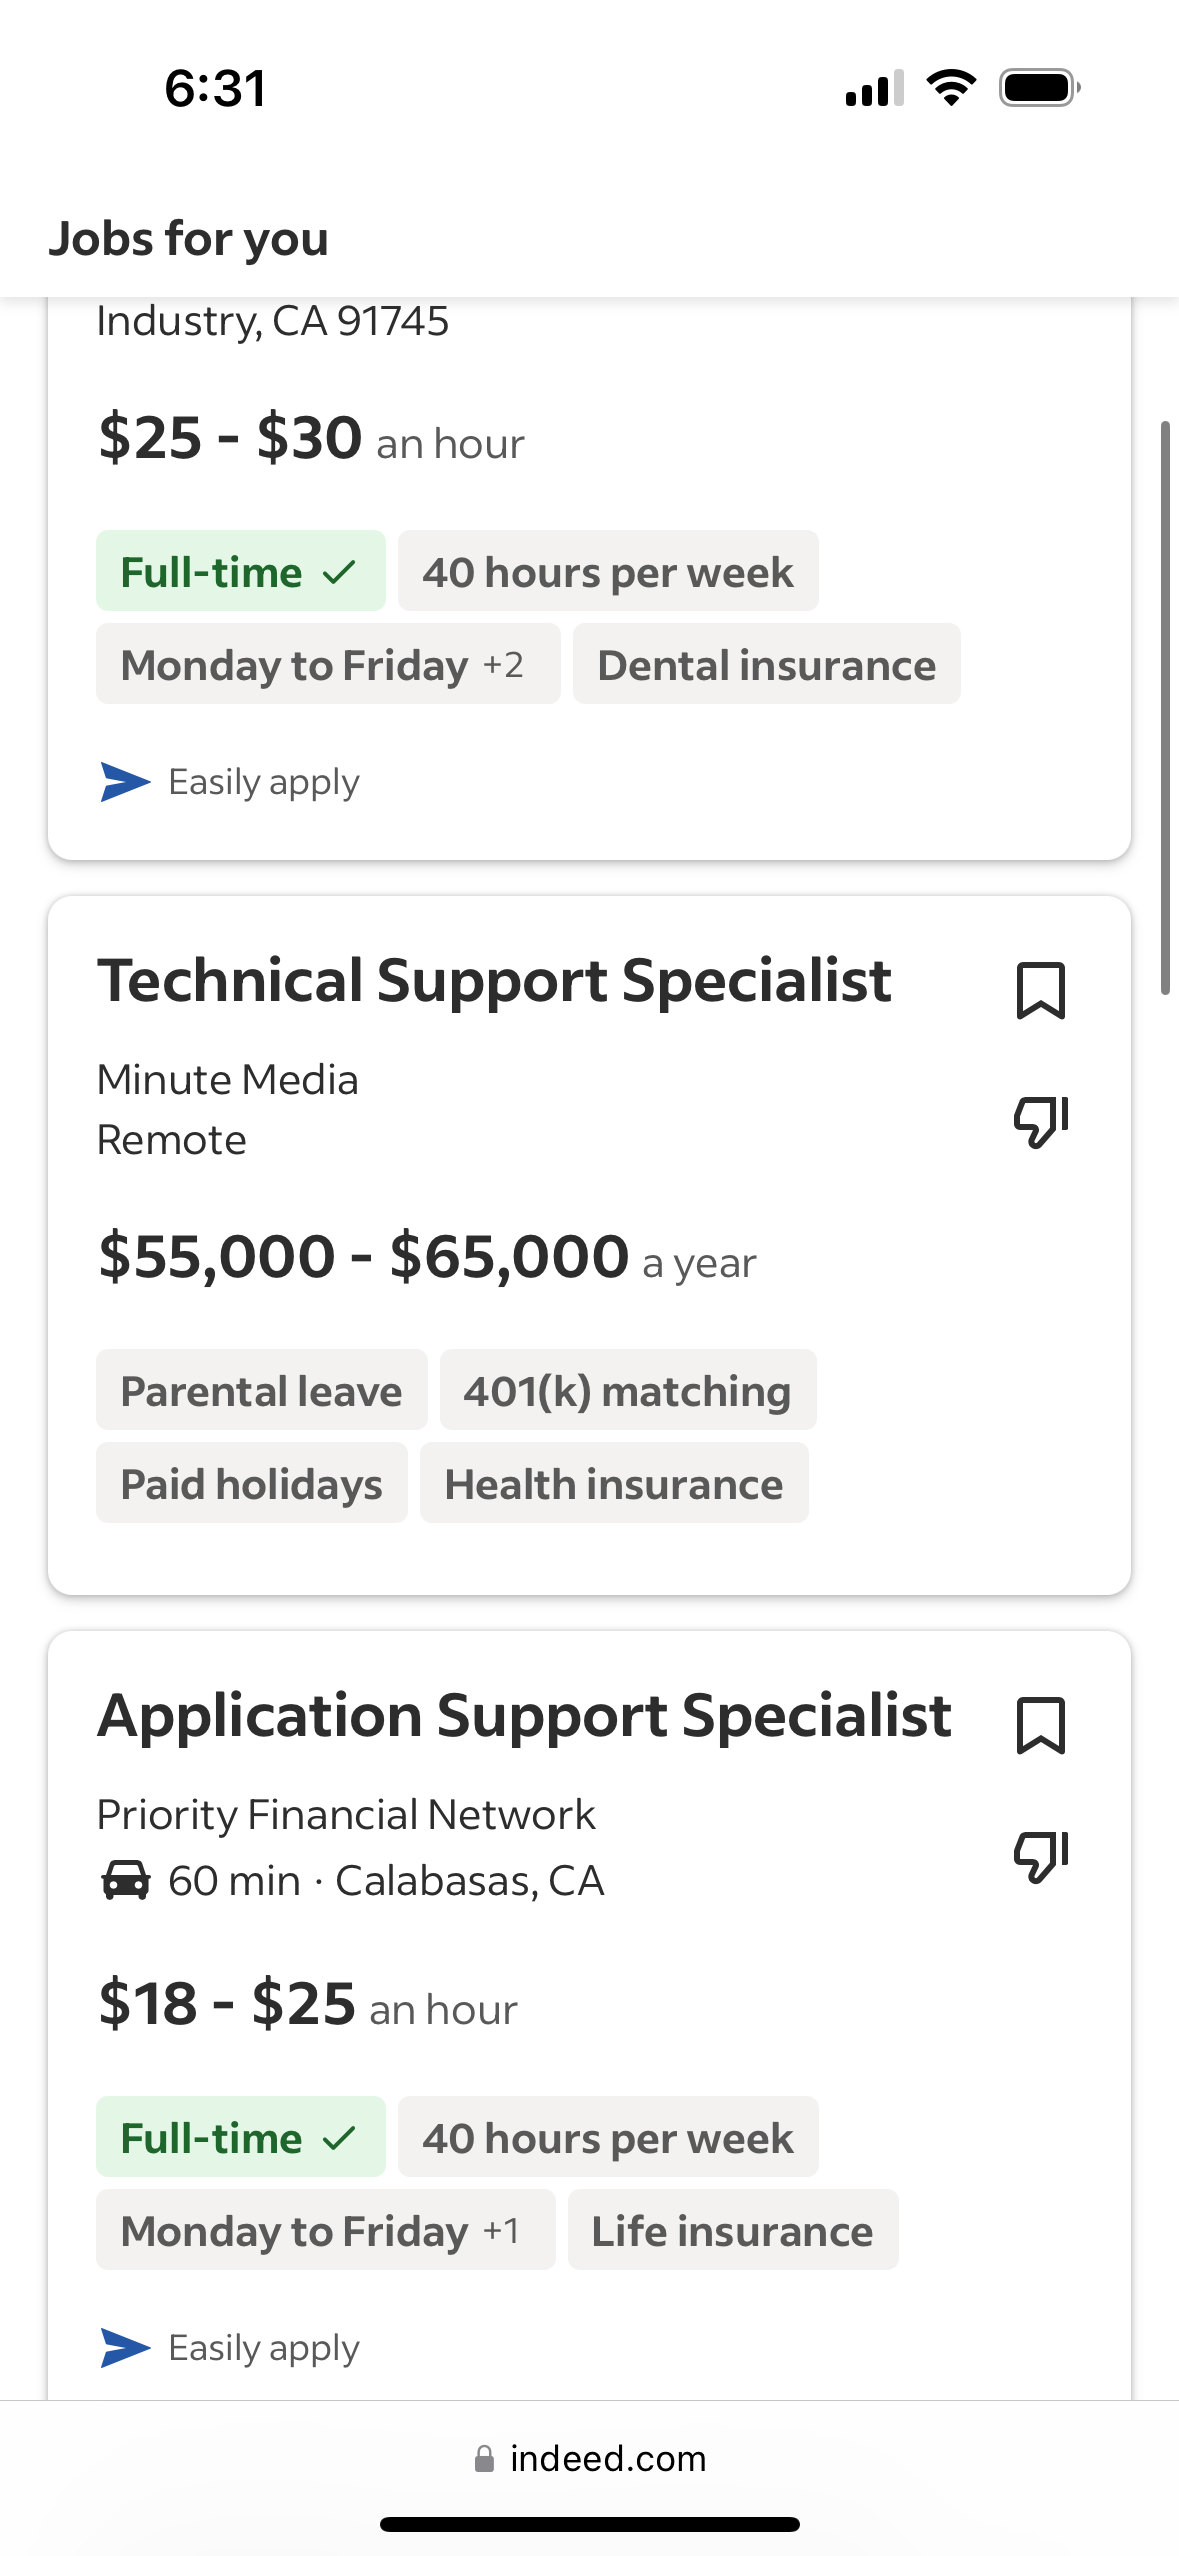 6:31
Jobs for you
Industry, CA 91745
$25 - $30 an hour
Full-time
40 hours per week
Monday to Friday +2
Dental insurance
Easily apply
Technical Support Specialist
Minute Media
Remote
$55,000 - $65,000 a year
Parental leave
401(k) matching
Paid holidays
Health insurance
Application Support Specialist
Priority Financial Network
60 min · Calabasas, CA
$18 - $25 an hour
Full-time
40 hours per week
Monday to Friday +1
Life insurance
Easily apply
indeed.com